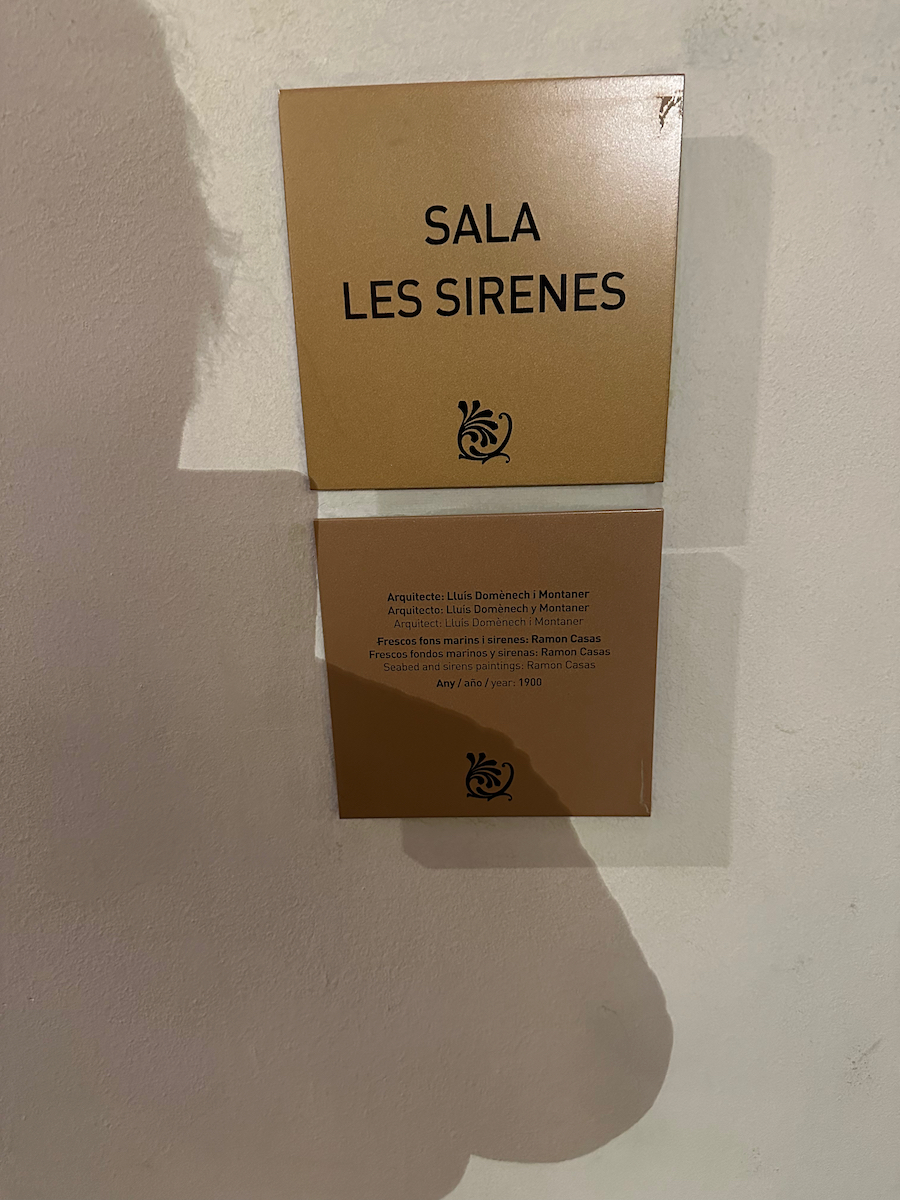 SALA
LES SIRENES
Arquitecte: Lluís Domènech i Montaner
Arquitecto: Lluís Domènech y Montaner
Arquitect: Lluís Domènech i Montaner
Frescos fons marins i sirenes: Ramon Casas
Frescos fondos marinos y sirenas: Ramon Casas
Seabed and sirens paintings: Ramon Casas
Any / año / year: 1900